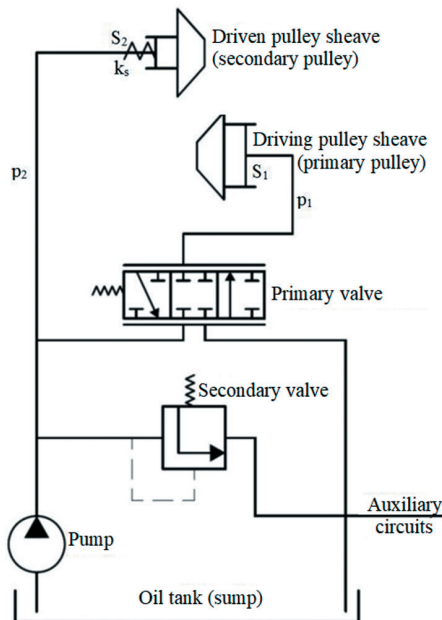 S2
ks
Driven pulley sheave
(secondary pulley)
Driving pulley sheave
(primary pulley)
S1
p2
p1
Primary valve
Secondary valve
Auxiliary
circuits
Pump
Oil tank (sump)